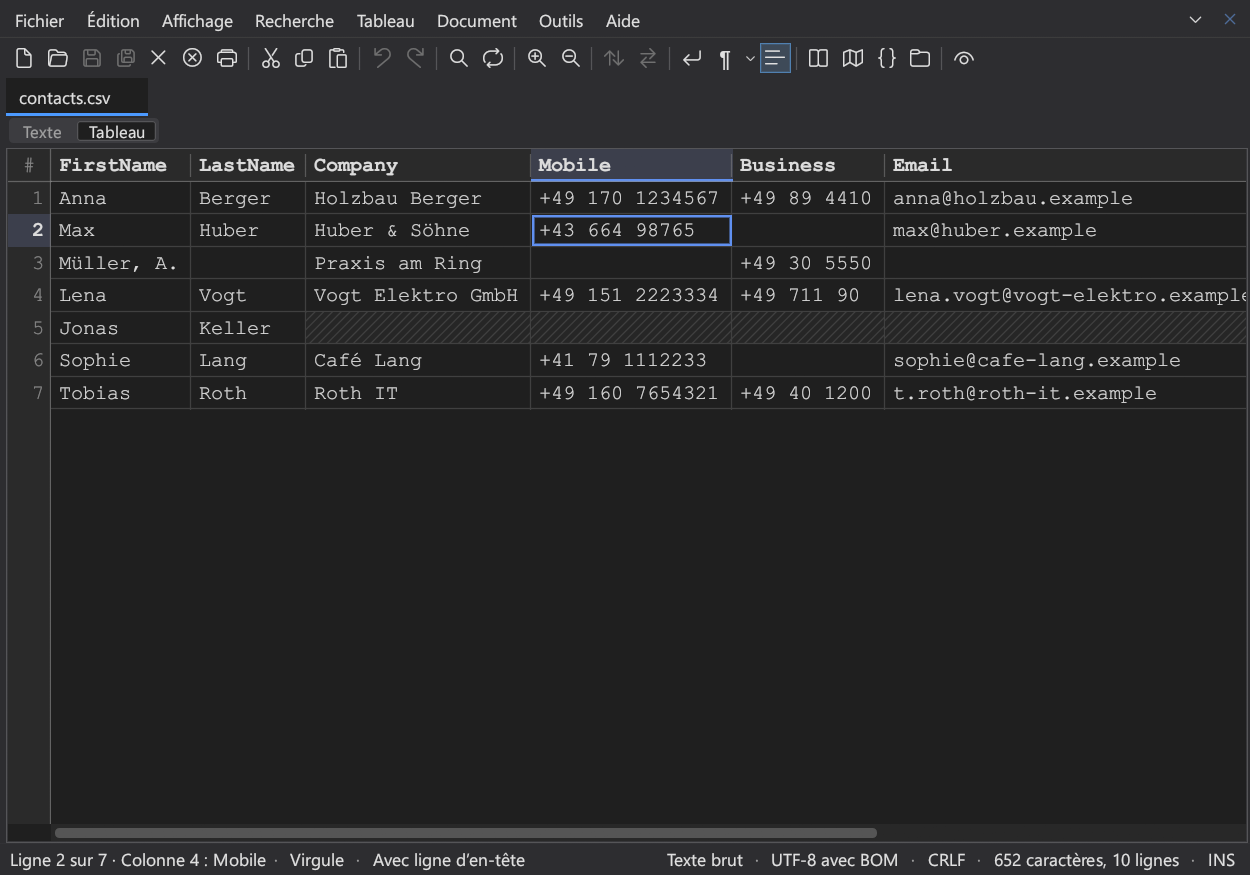 Fichier Édition Affichage Recherche Tableau Document Outils Aide
contacts.csv
Texte Tableau
# FirstName LastName Company Mobile Business Email
1 Anna Berger Holzbau Berger +49 170 1234567 +49 89 4410 anna@holzbau.example
2 Max Huber Huber & Söhne +43 664 98765 max@huber.example
3 Müller, A. Praxis am Ring +49 30 5550
4 Lena Vogt Vogt Elektro GmbH +49 151 2223334 +49 711 90 lena.vogt@vogt-elektro.example
5 Jonas Keller
6 Sophie Lang Café Lang +41 79 1112233 sophie@cafe-lang.example
7 Tobias Roth Roth IT +49 160 7654321 +49 40 1200 t.roth@roth-it.example
Ligne 2 sur 7 · Colonne 4 : Mobile · Virgule · Avec ligne d’en-tête Texte brut · UTF-8 avec BOM · CRLF · 652 caractères, 10 lignes · INS